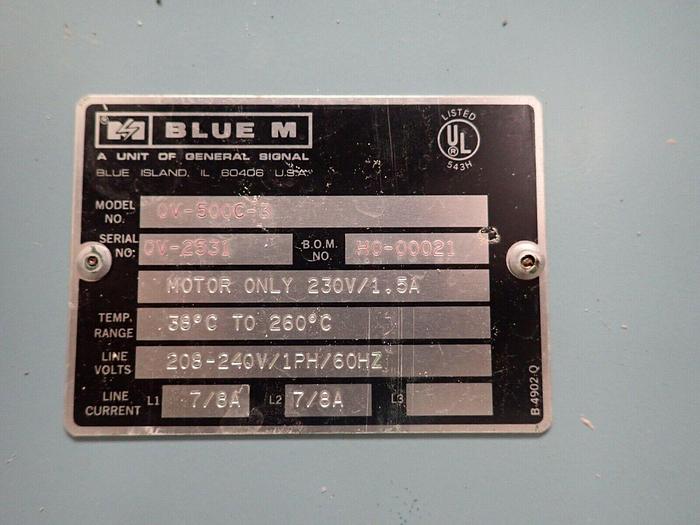 BLUE M
A UNIT OF GENERAL SIGNAL
BLUE ISLAND, IL 60406 U.S.A.
LISTED
UL
®
543H
MODEL NO. OV-500C-3
SERIAL NO: OV-2531 B.O.M. NO. HO-00021
MOTOR ONLY 230V/1.5A
TEMP. RANGE 38°C TO 260°C
LINE VOLTS 208-240V/1PH/60HZ
LINE CURRENT L1 7/8A L2 7/8A L3
B-4902-Q